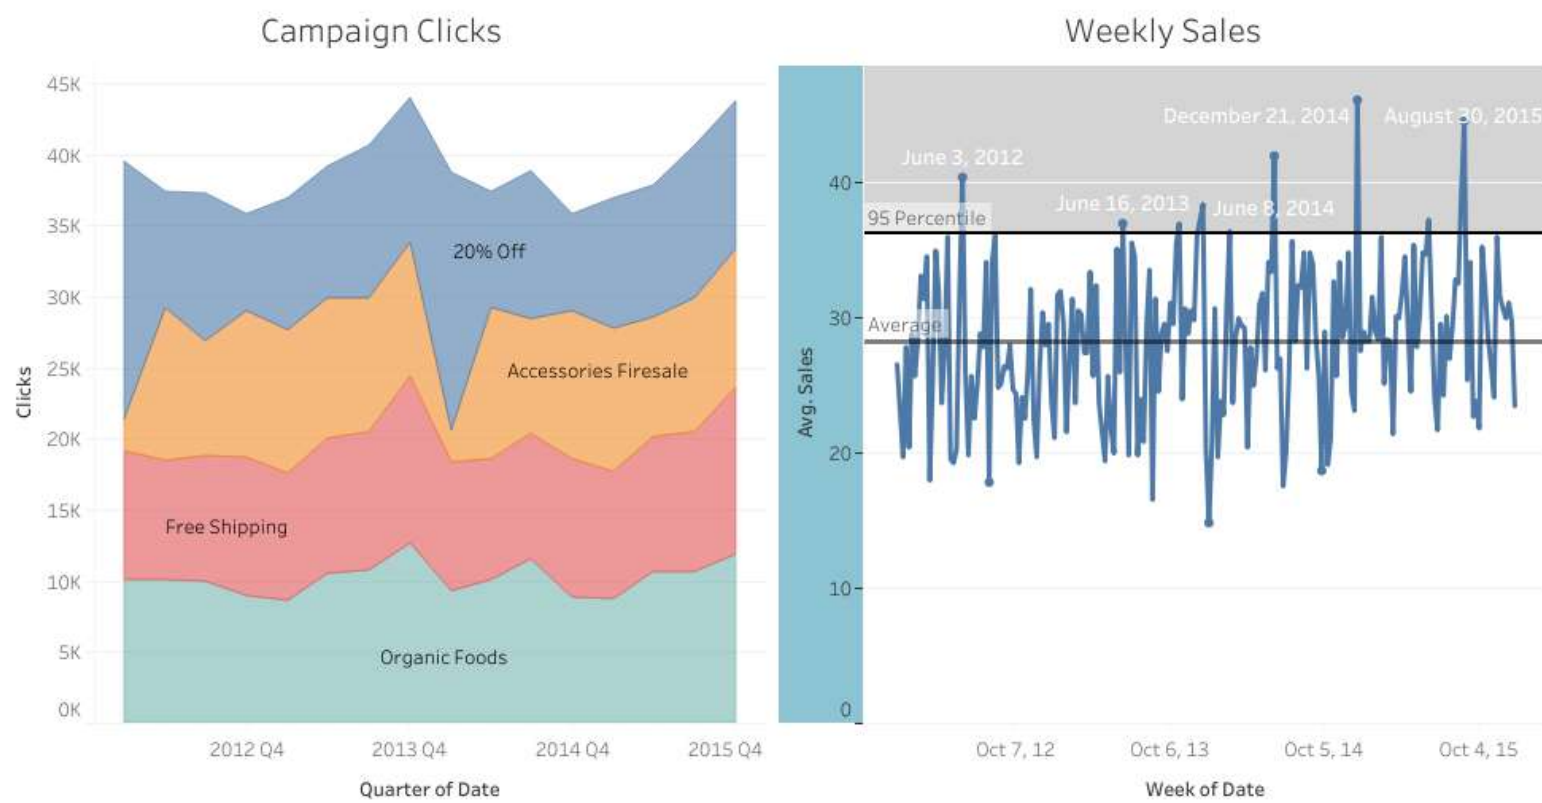 Campaign Clicks
45K
40K
35K
30K
25K
20K
15K
10K
5K
0K
Clicks
20% Off
Accessories Firesale
Free Shipping
Organic Foods
2012 Q4 2013 Q4 2014 Q4 2015 Q4
Quarter of Date
Weekly Sales
December 21, 2014 August 30, 2015
June 3, 2012
June 16, 2013 June 8, 2014
95 Percentile
Average
40
30
20
10
0
Avg. Sales
Oct 7, 12 Oct 6, 13 Oct 5, 14 Oct 4, 15
Week of Date